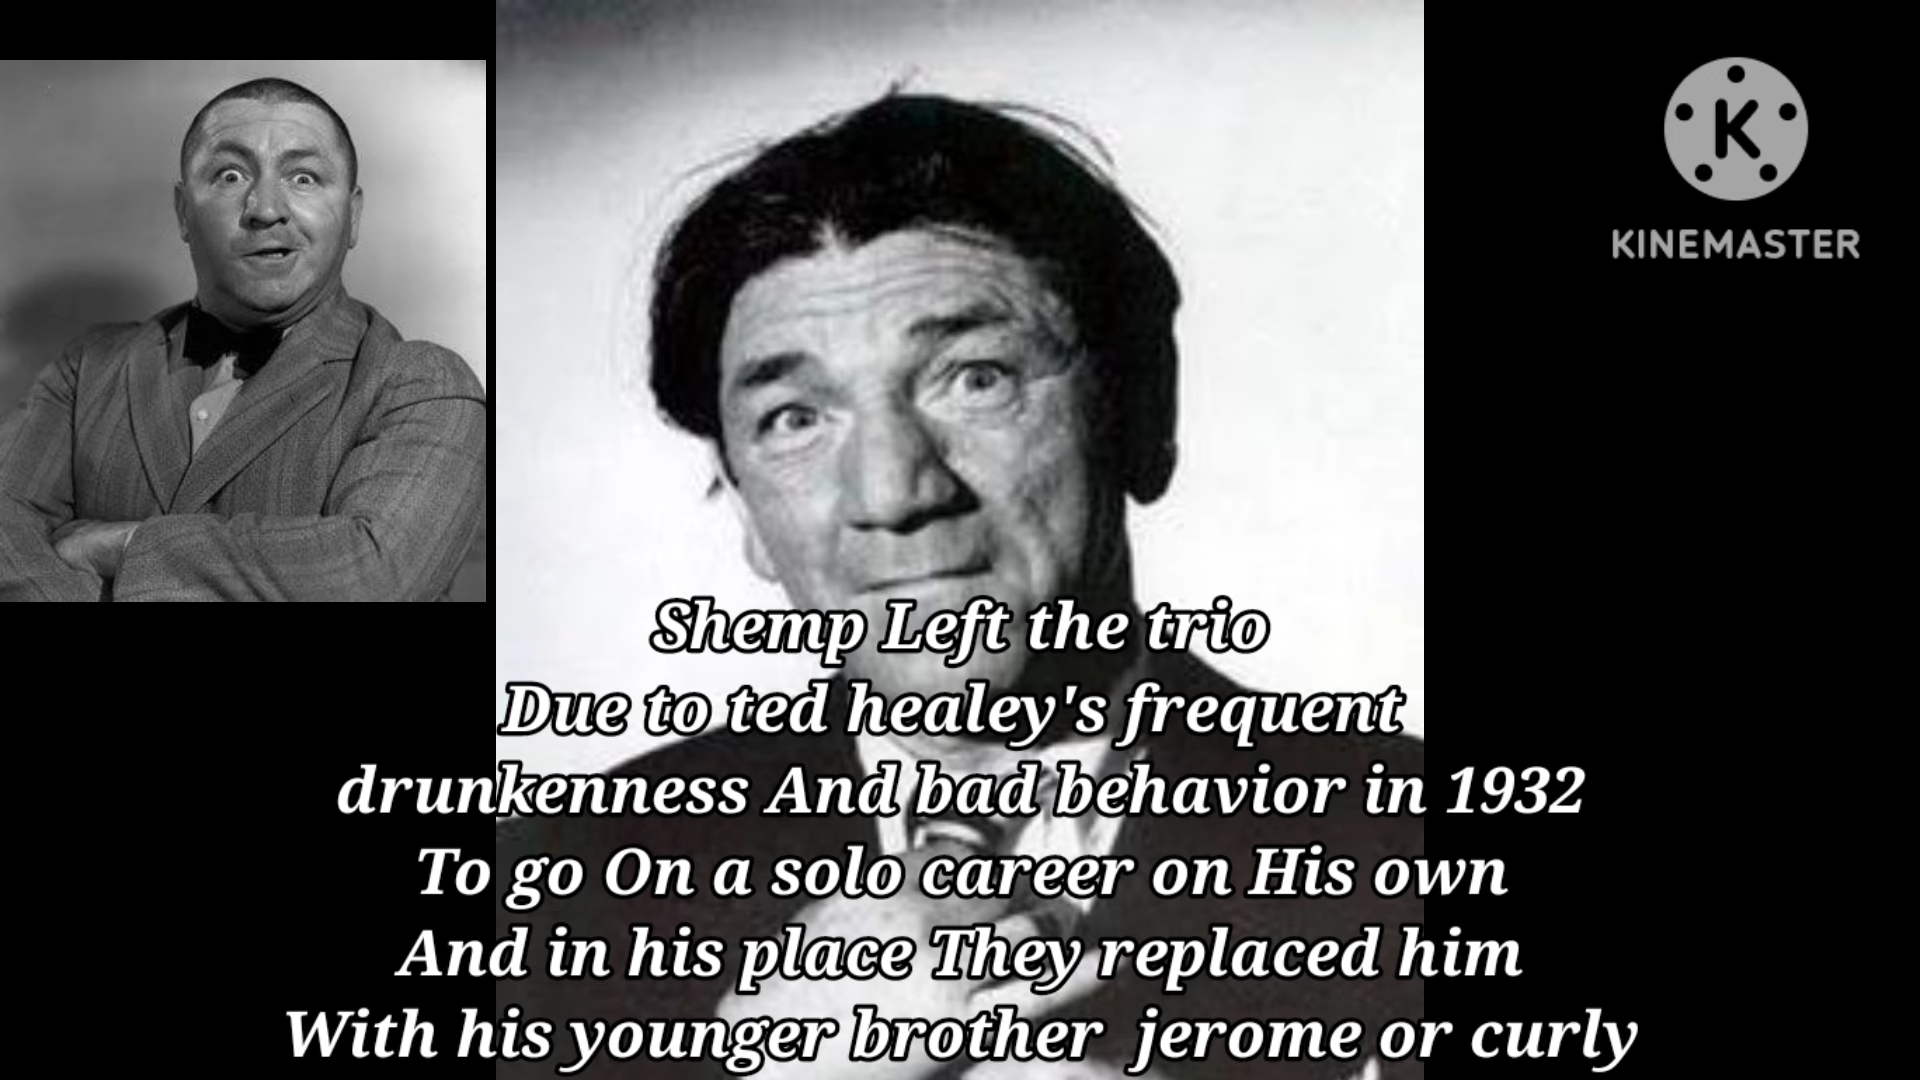 K
KINEMASTER
Shemp Left the trio
Due to ted healey's frequent
drunkenness And bad behavior in 1932
To go On a solo career on His own
And in his place They replaced him
With his younger brother jerome or curly